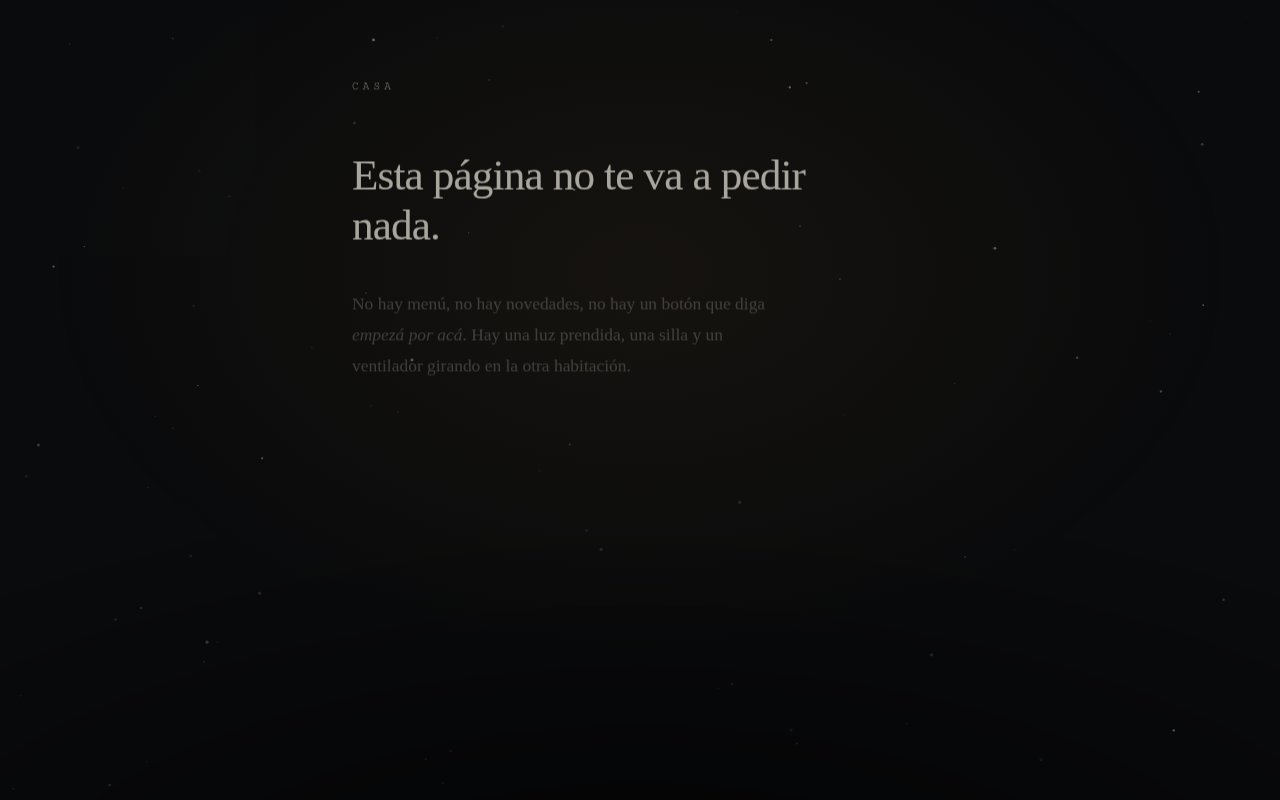 CASA
Esta página no te va a pedir
nada.
No hay menú, no hay novedades, no hay un botón que diga
empezá por acá. Hay una luz prendida, una silla y un
ventilador girando en la otra habitación.